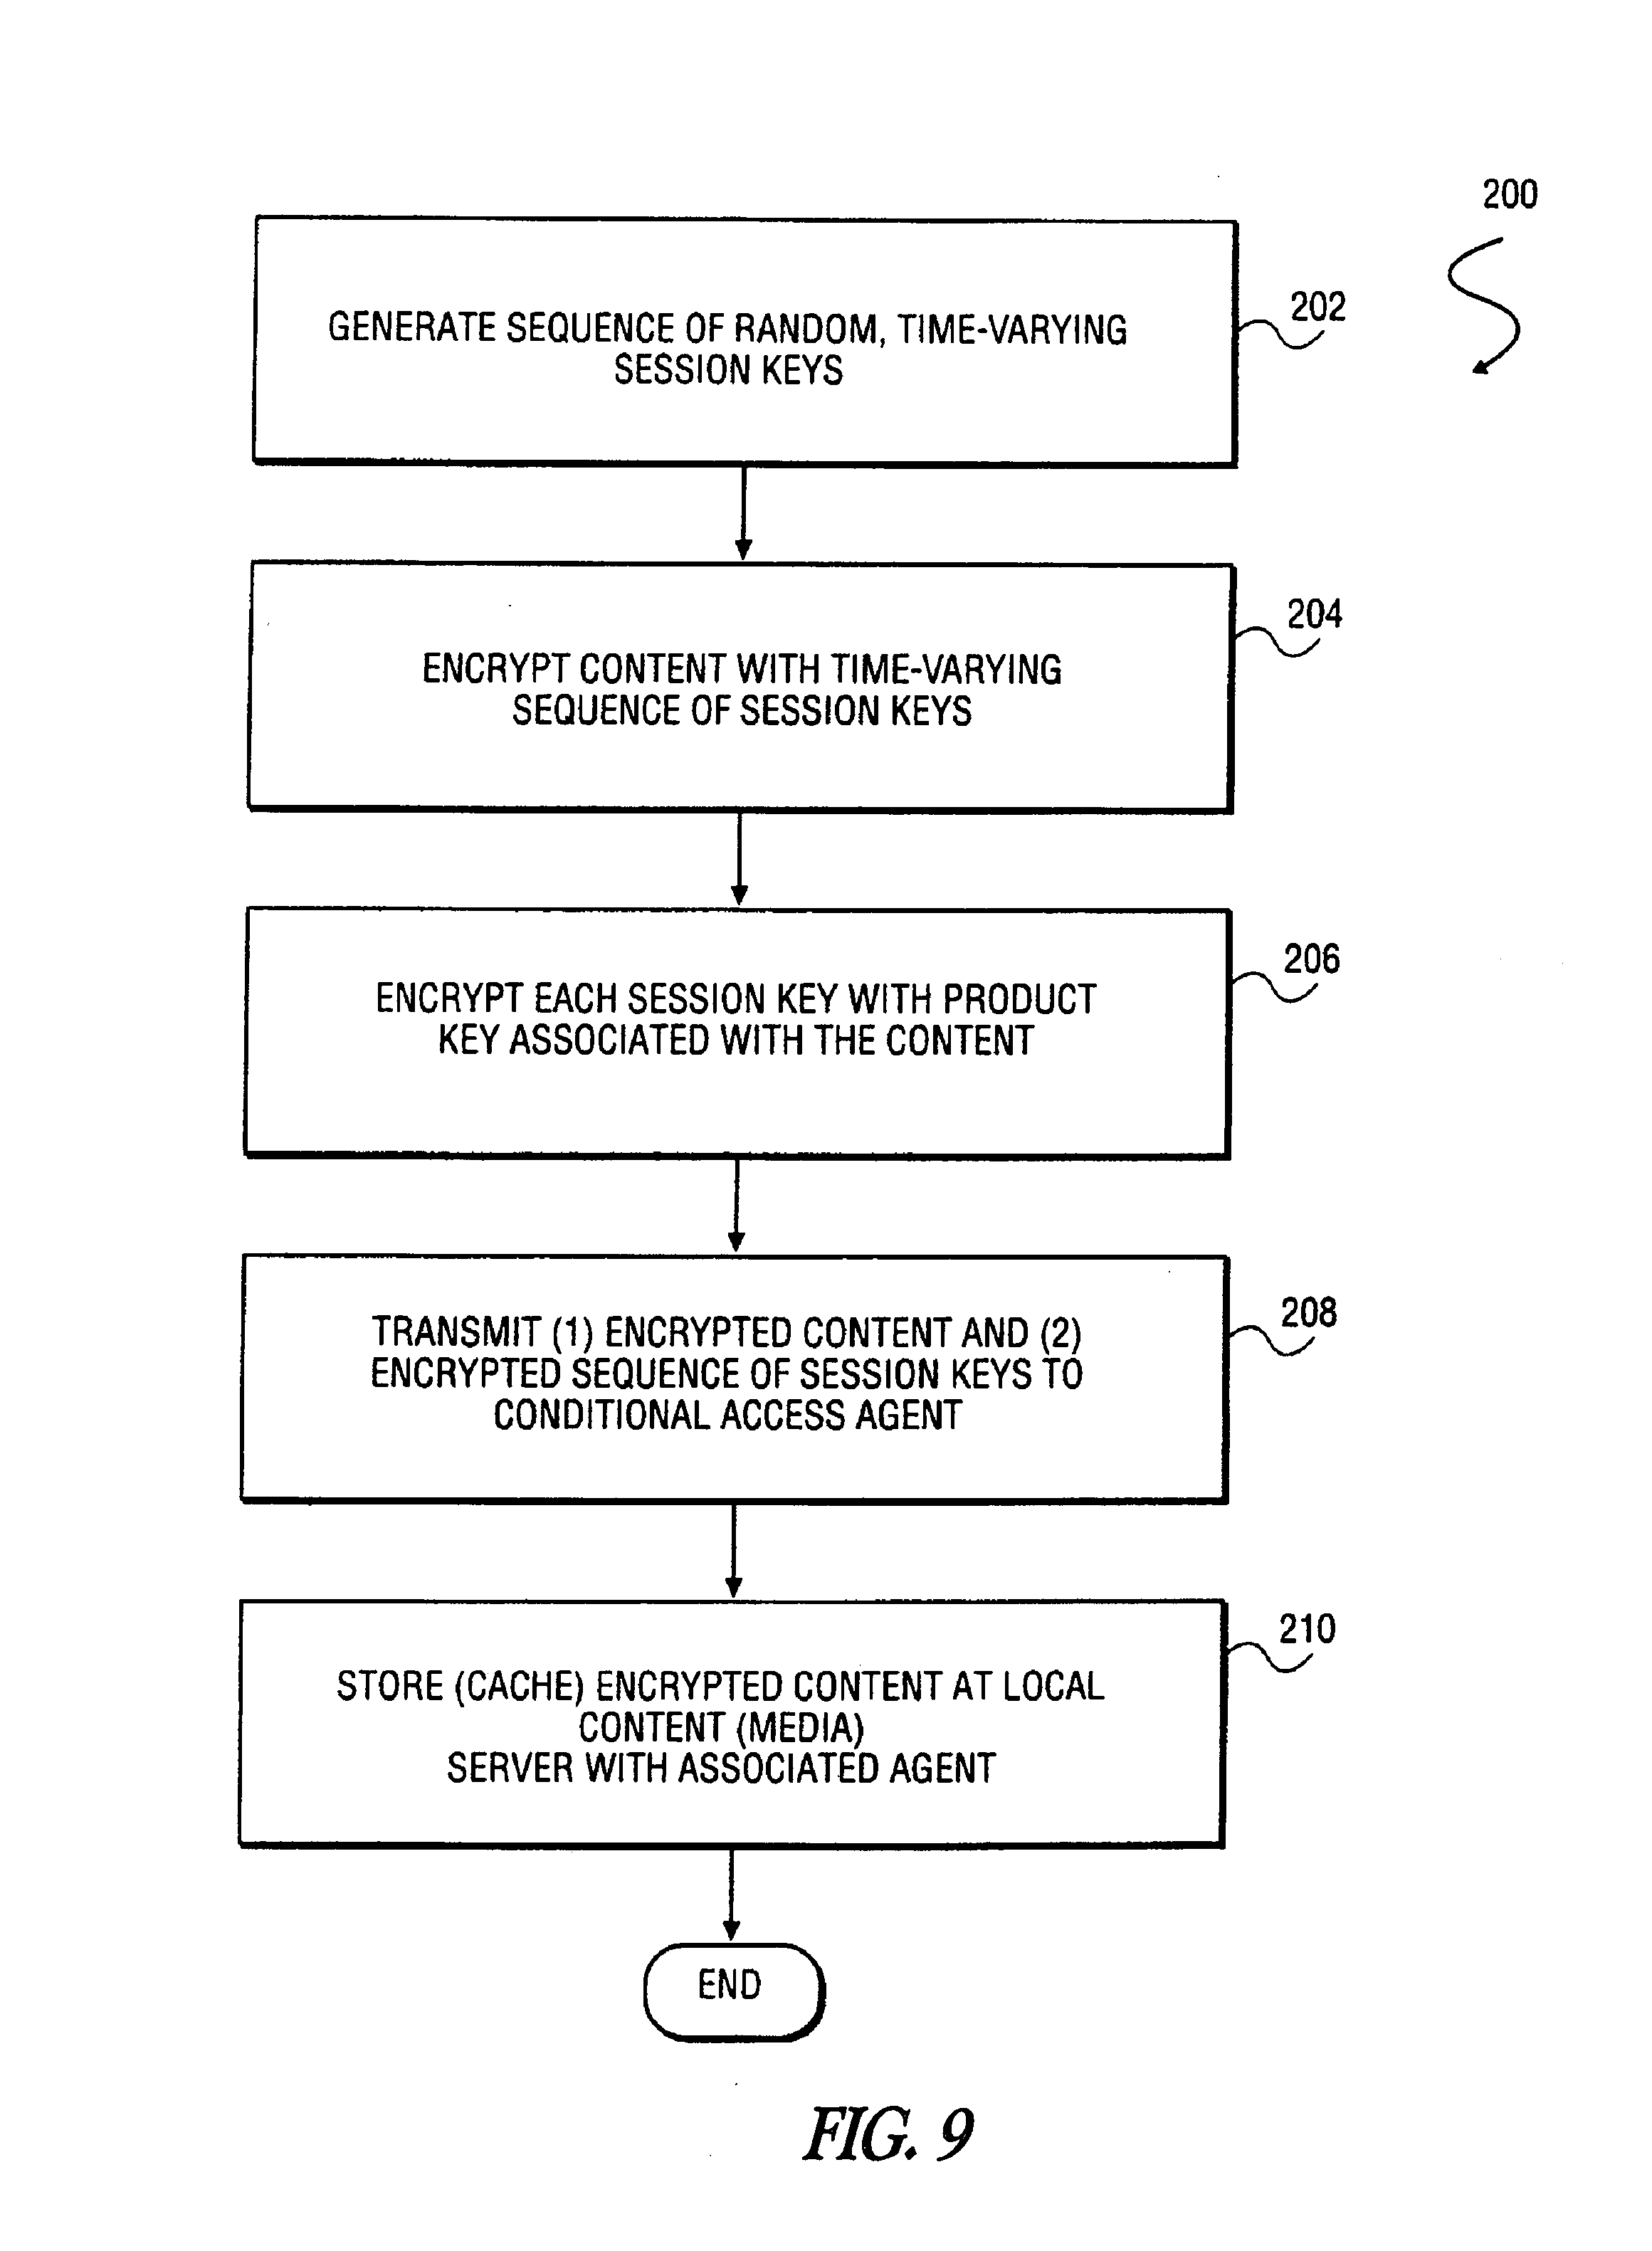 200
GENERATE SEQUENCE OF RANDOM, TIME-VARYING
SESSION KEYS
202
ENCRYPT CONTENT WITH TIME-VARYING
SEQUENCE OF SESSION KEYS
204
ENCRYPT EACH SESSION KEY WITH PRODUCT
KEY ASSOCIATED WITH THE CONTENT
206
TRANSMIT (1) ENCRYPTED CONTENT AND (2)
ENCRYPTED SEQUENCE OF SESSION KEYS TO
CONDITIONAL ACCESS AGENT
208
STORE (CACHE) ENCRYPTED CONTENT AT LOCAL
CONTENT (MEDIA)
SERVER WITH ASSOCIATED AGENT
210
END
FIG. 9